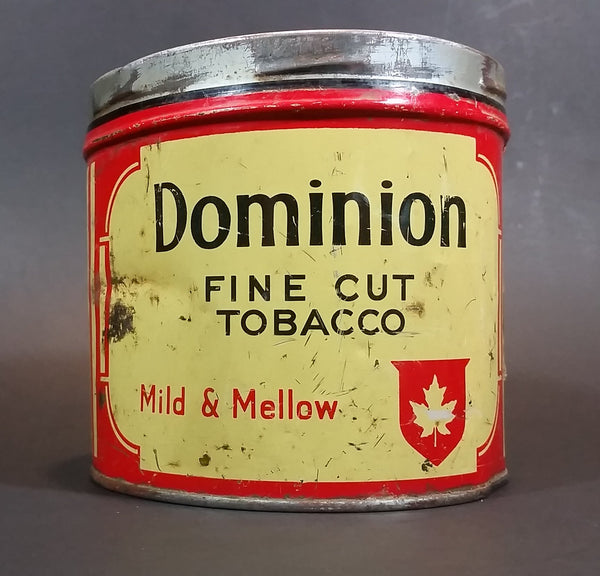 Dominion
FINE CUT
TOBACCO
Mild & Mellow